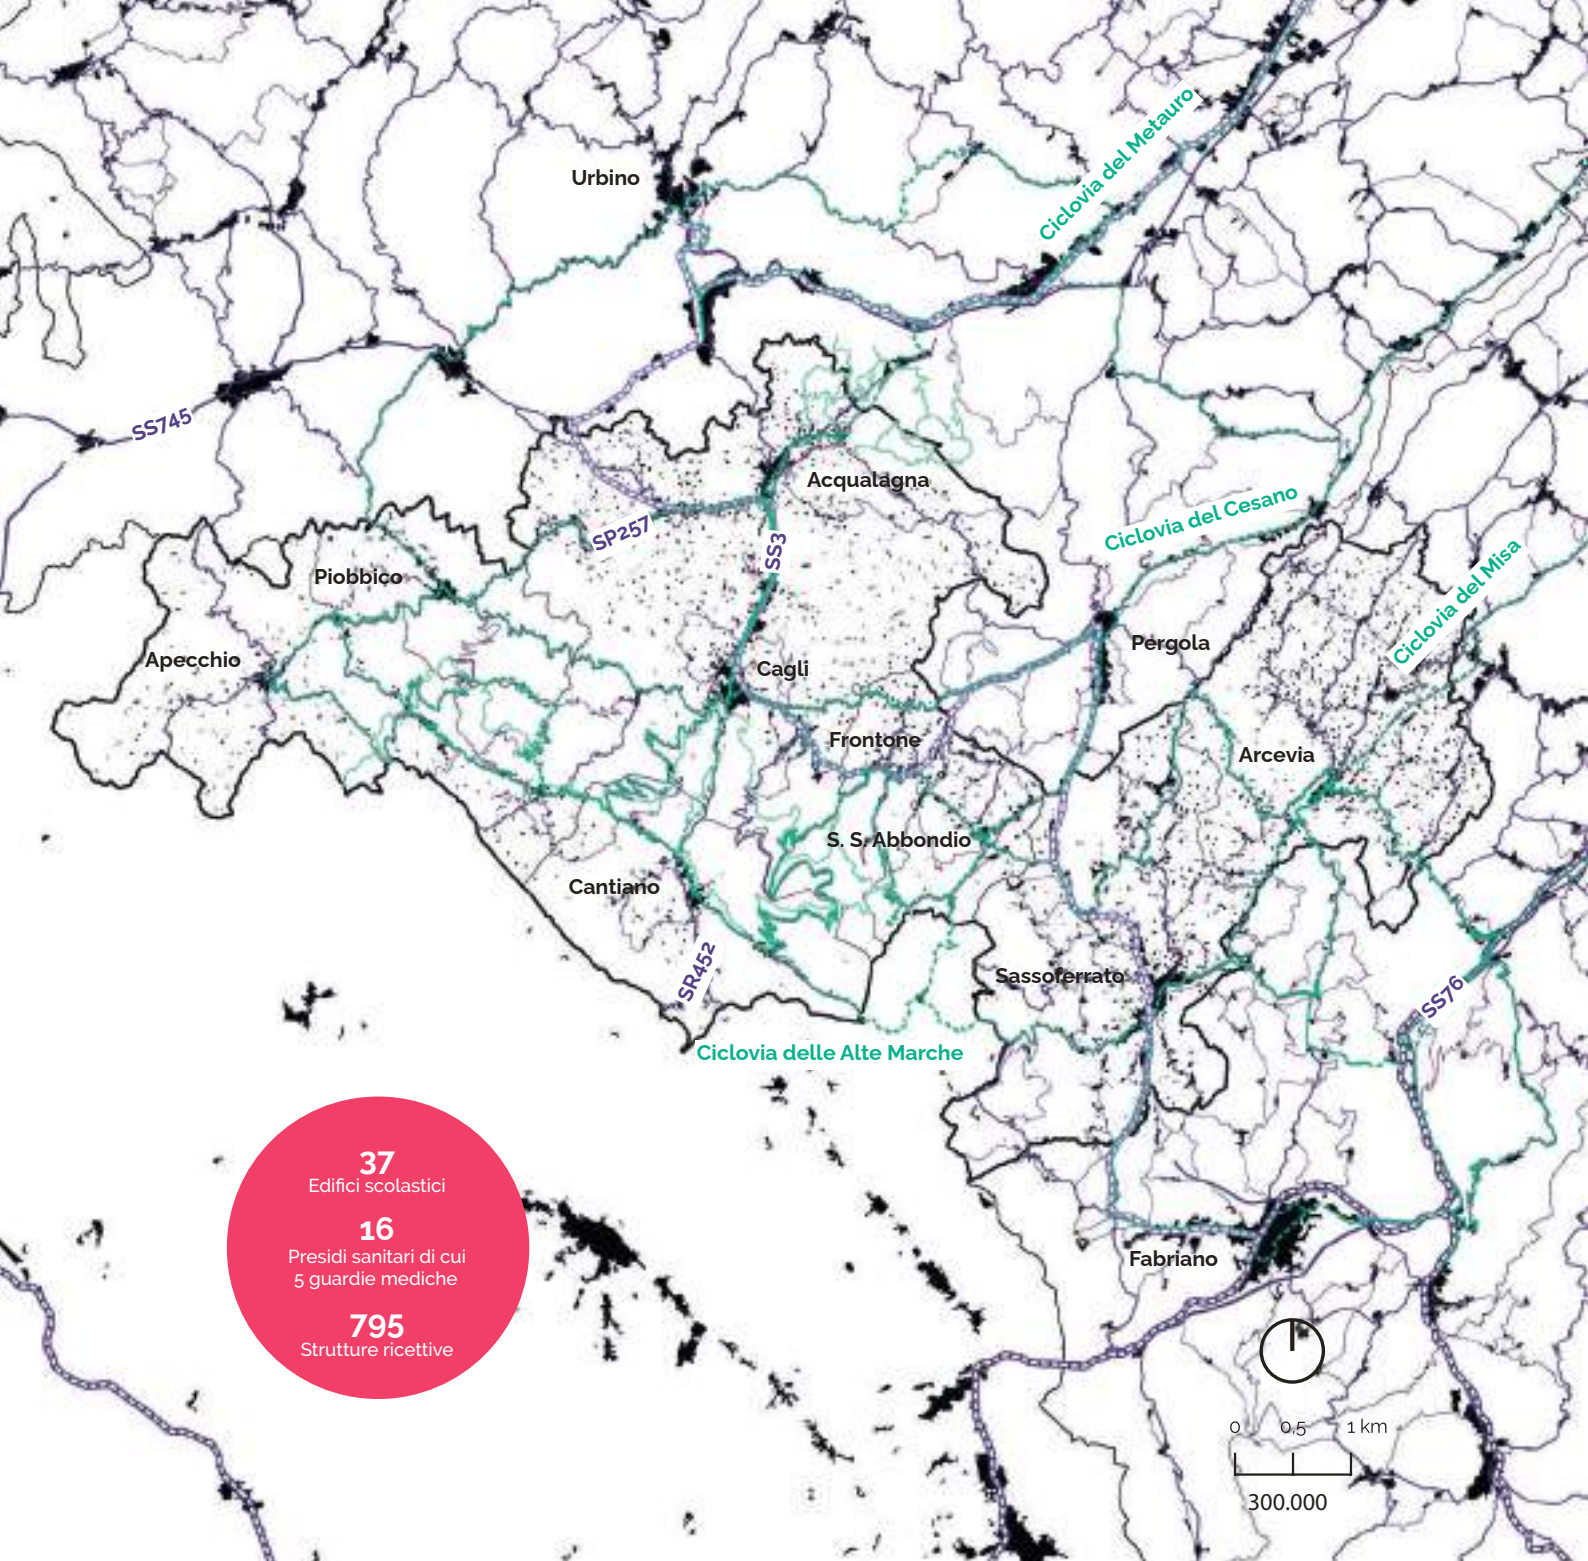 Ciclovia del Metauro
Urbino
SS745
Acqualagna
SP257
SS3
Ciclovia del Cesano
Ciclovia del Misa
Piobbico
Pergola
Apecchio
Cagli
Frontone
Arcevia
S. S. Abbondio
Cantiano
SR452
Sassoferrato
SS76
Ciclovia delle Alte Marche
37
Edifici scolastici
16
Presidi sanitari di cui
5 guardie mediche
795
Strutture ricettive
Fabriano
0 0,5 1 km
300.000